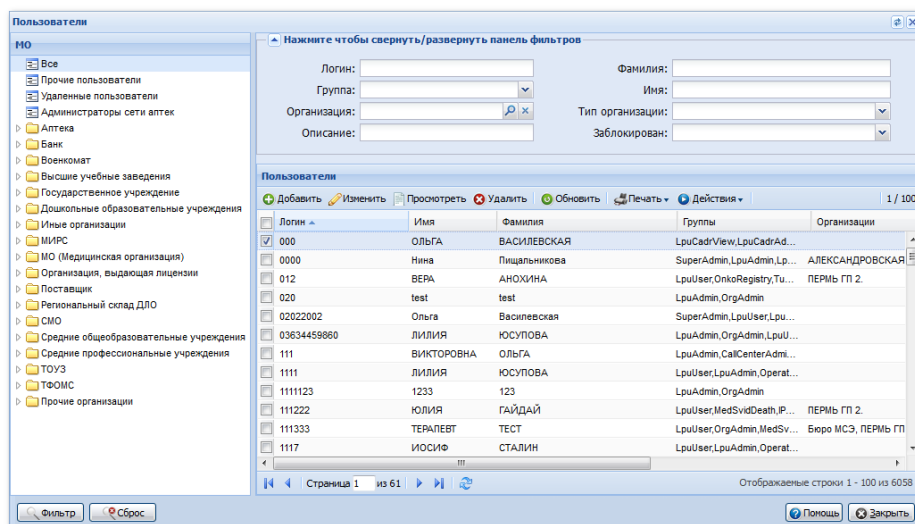 Пользователи
МО
Все
Прочие пользователи
Удаленные пользователи
Администраторы сети аптек
Аптека
Банк
Военкомат
Высшие учебные заведения
Государственное учреждение
Дошкольные образовательные учреждения
Иные организации
МИРС
МО (Медицинская организация)
Организация, выдающая лицензии
Поставщик
Региональный склад ДЛО
СМО
Средние общеобразовательные учреждения
Средние профессиональные учреждения
ТОУЗ
ТФОМС
Прочие организации
Нажмите чтобы свернуть/развернуть панель фильтров
Логин: Фамилия:
Группа: Имя:
Организация: Тип организации:
Описание: Заблокирован:
Пользователи
Добавить Изменить Просмотреть Удалить Обновить Печать Действия 1 / 100
Логин Имя Фамилия Группы Организации
000 ОЛЬГА ВАСИЛЕВСКАЯ LpuCadrView,LpuCadrAd...
0000 Нина Пищальникова SuperAdmin,LpuAdmin,Lp... АЛЕКСАНДРОВСКАЯ
012 ВЕРА АНОХИНА LpuUser,OnkoRegistry,Tu... ПЕРМЬ ГП 2.
020 test test LpuAdmin,OrgAdmin
02022002 Ольга Василевская SuperAdmin,LpuUser,Lpu...
03634459860 ЛИЛИЯ ЮСУПОВА LpuAdmin,OrgAdmin,LpuU...
111 ВИКТОРОВНА ОЛЬГА LpuAdmin,CallCenterAdmi...
1111 ЛИЛИЯ ЮСУПОВА LpuUser,LpuAdmin,Operat...
1111123 1233 123 LpuAdmin,OrgAdmin
111222 ЮЛИЯ ГАЙДАЙ LpuUser,MedSvidDeath,IP... ПЕРМЬ ГП 2.
111333 ТЕРАПЕВТ ТЕСТ LpuUser,OrgAdmin,MedSv... Бюро МСЭ, ПЕРМЬ ГП
1117 ИОСИФ СТАЛИН LpuUser,LpuAdmin,Operat...
Страница 1 из 61 Отображаемые строки 1 - 100 из 6058
Фильтр Сброс Помощь Закрыть